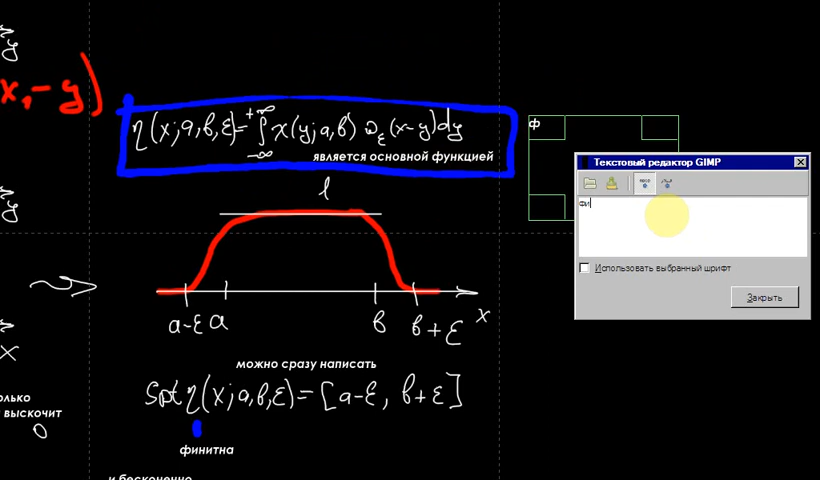 y
x, - y)
η(x; a, в, ε) = ∫ χ(y; a, в) ω_ε(x-y)dy
+∞
-∞
является основной функцией
Ф
Текстовый редактор GIMP
Фи
Использовать выбранный шрифт
Закрыть
1
y
a-ε a в в+ε x
x
можно сразу написать
Spt η(x; a, в, ε) = [a-ε, в+ε]
выскочит
0
финитна
и бесконечно